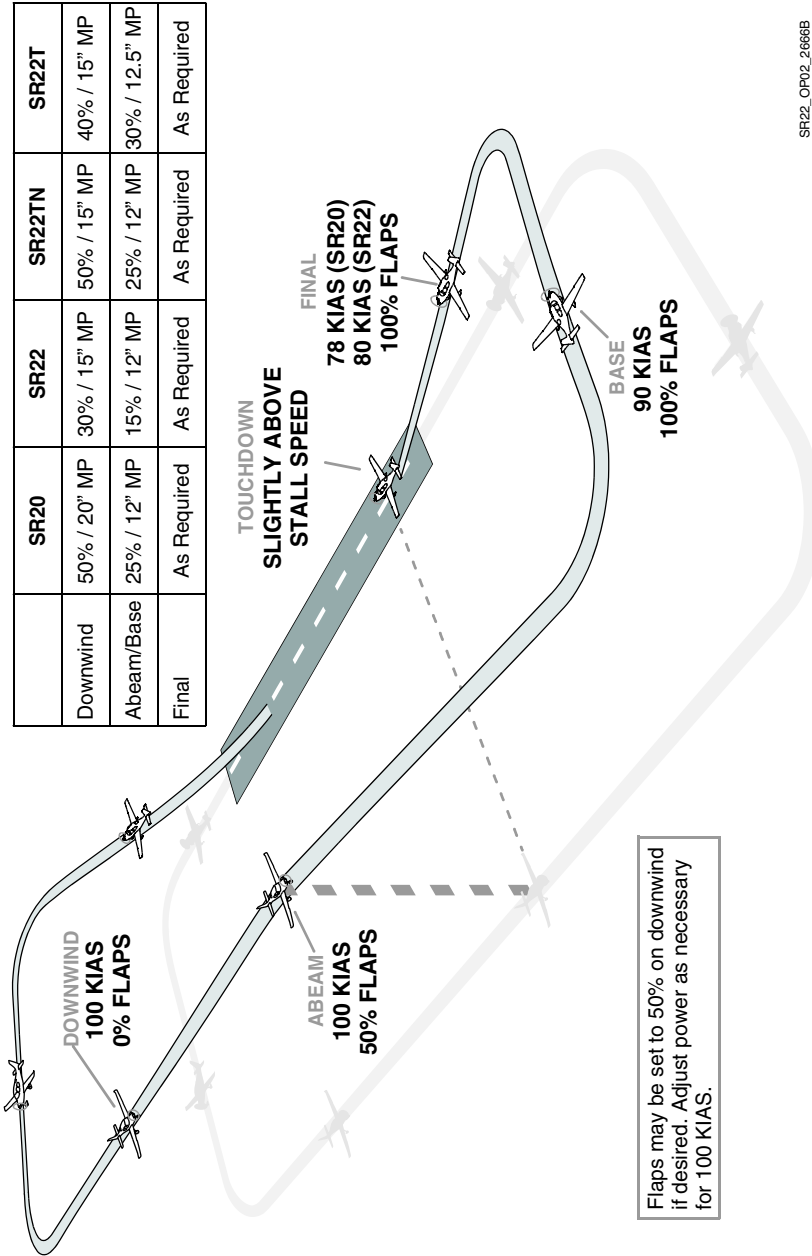 SR20 SR22 SR22TN SR22T
Downwind 50% / 20” MP 30% / 15” MP 50% / 15” MP 40% / 15” MP
Abeam/Base 25% / 12” MP 15% / 12” MP 25% / 12” MP 30% / 12.5” MP
Final As Required As Required As Required As Required
TOUCHDOWN
SLIGHTLY ABOVE
STALL SPEED
FINAL
78 KIAS (SR20)
80 KIAS (SR22)
100% FLAPS
DOWNWIND
100 KIAS
0% FLAPS
ABEAM
100 KIAS
50% FLAPS
BASE
90 KIAS
100% FLAPS
Flaps may be set to 50% on downwind
if desired. Adjust power as necessary
for 100 KIAS.
SR22_OP02_2666B